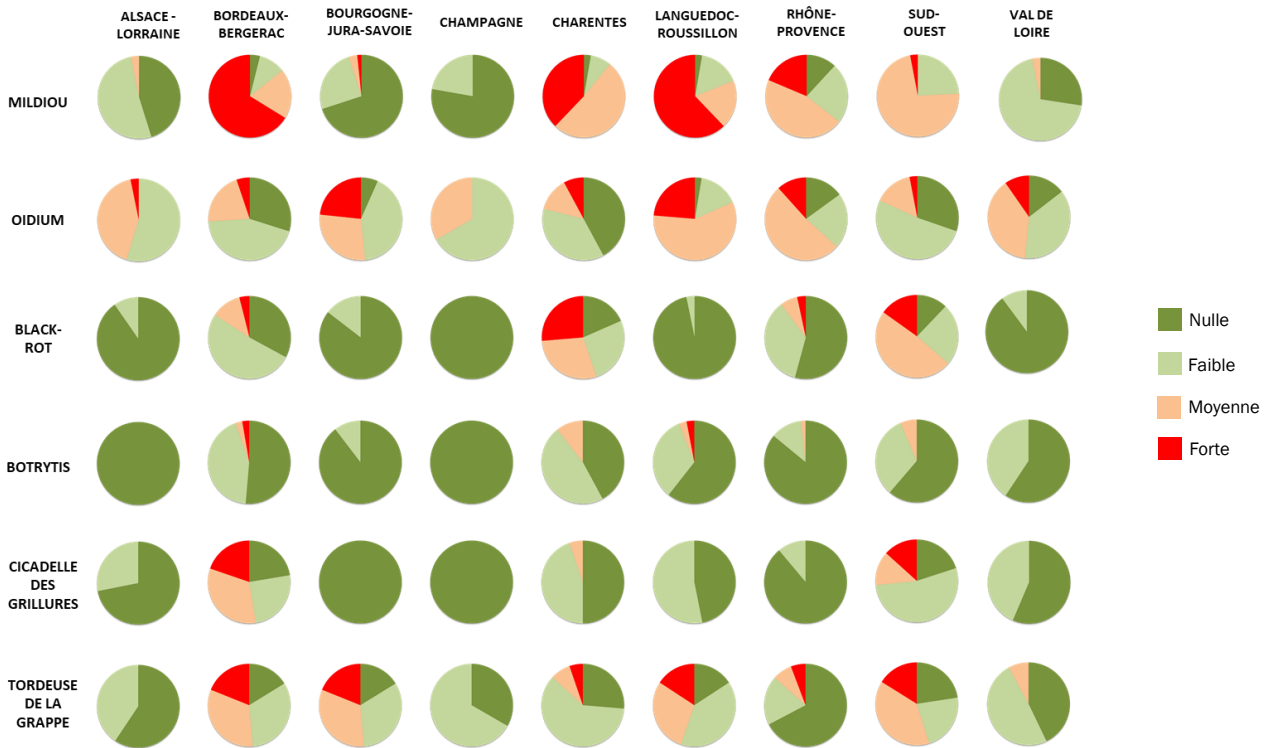 ALSACE -
LORRAINE
BORDEAUX-
BERGERAC
BOURGOGNE-
JURA-SAVOIE
CHAMPAGNE
CHARENTES
LANGUEDOC-
ROUSSILLON
RHÔNE-
PROVENCE
SUD-
OUEST
VAL DE
LOIRE
MILDIOU
OIDIUM
BLACK-
ROT
BOTRYTIS
CICADELLE
DES
GRILLURES
TORDEUSE
DE LA
GRAPPE
Nulle
Faible
Moyenne
Forte